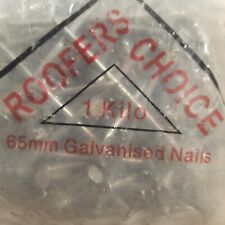 ROOFERS CHOICE
1 Kilo
65mm Galvanised Nails